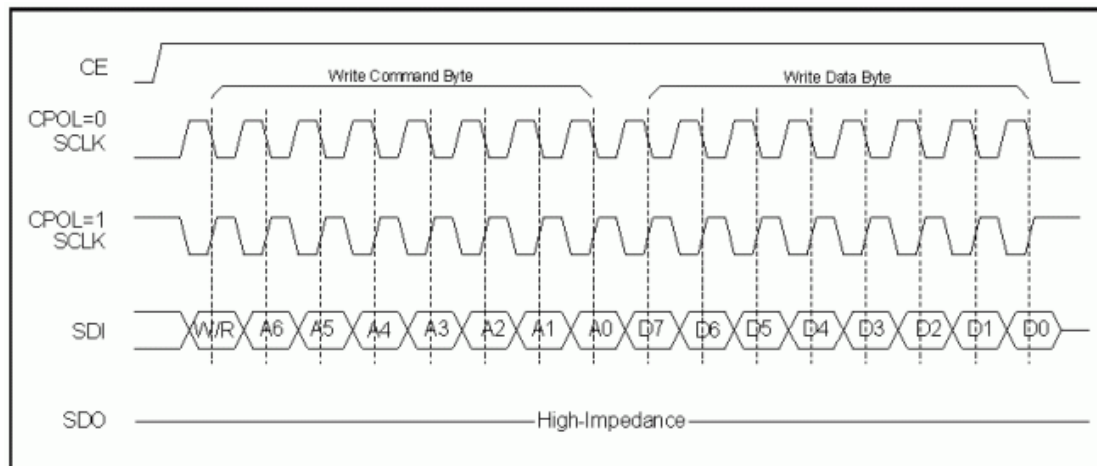 CE
Write Command Byte Write Data Byte
CPOL=0
SCLK
CPOL=1
SCLK
SDI W/R A6 A5 A4 A3 A2 A1 A0 D7 D6 D5 D4 D3 D2 D1 D0
SDO High-Impedance